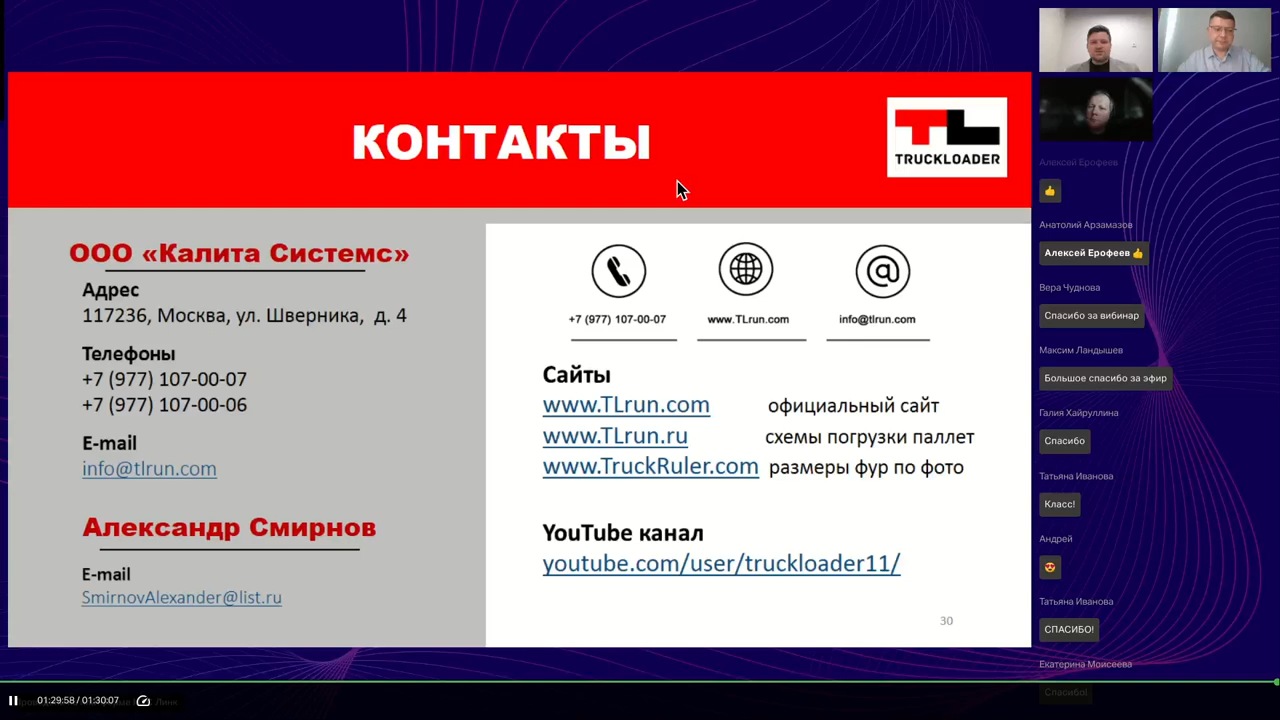 КОНТАКТЫ
TL
TRUCKLOADER
ООО «Калита Системс»
Адрес
117236, Москва, ул. Шверника, д. 4
Телефоны
+7 (977) 107-00-07
+7 (977) 107-00-06
E-mail
info@tlrun.com
Александр Смирнов
E-mail
SmirnovAlexander@list.ru
+7 (977) 107-00-07
www.TLrun.com
info@tlrun.com
Сайты
www.TLrun.com официальный сайт
www.TLrun.ru схемы погрузки паллет
www.TruckRuler.com размеры фур по фото
YouTube канал
youtube.com/user/truckloader11/
30
Алексей Ерофеев
👍
Анатолий Арзамазов
Алексей Ерофеев 👍
Вера Чуднова
Спасибо за вибинар
Максим Ландышев
Большое спасибо за эфир
Галия Хайруллина
Спасибо
Татьяна Иванова
Класс!
Андрей
😍
Татьяна Иванова
СПАСИБО!
Екатерина Моисеева
Спасибо!
01:29:58 / 01:30:07